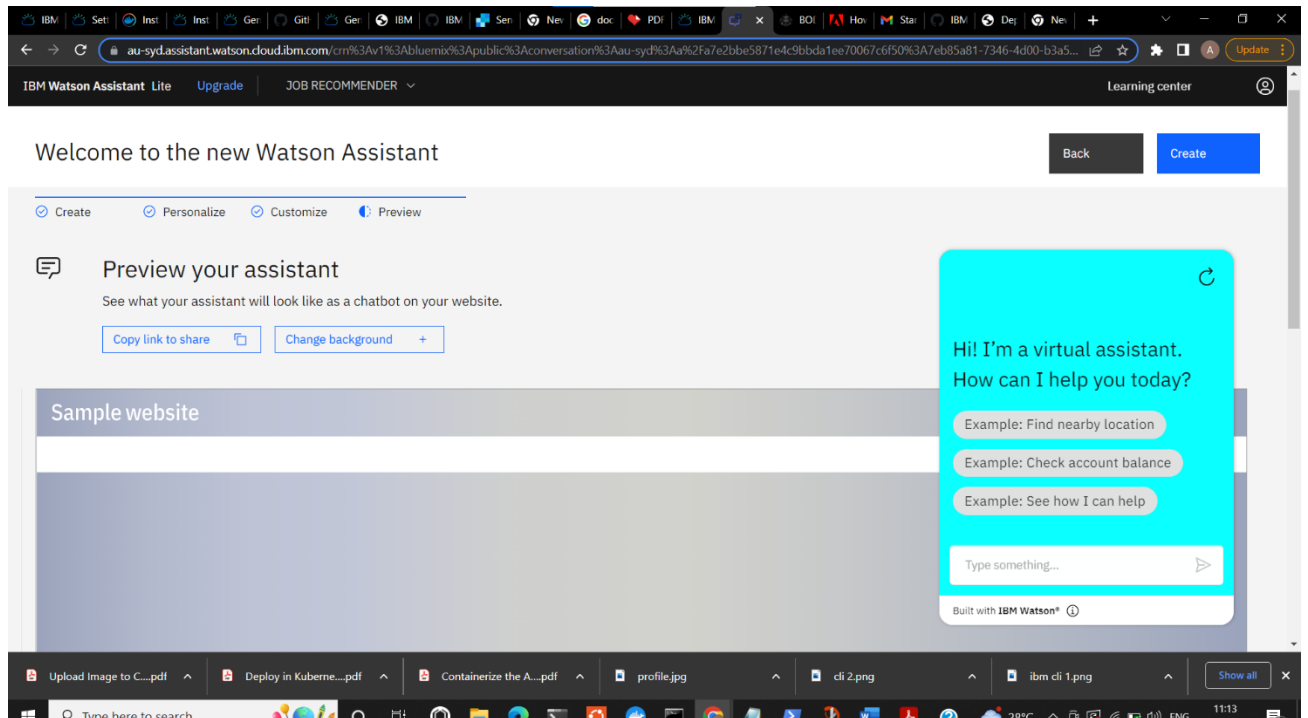 IBM Sett Inst Inst Gen Giti Ger IBM IBM Sen Nev doc PDF IBM BOI Hov Star IBM Dep Nev
au-syd.assistant.watson.cloud.ibm.com/crn%3Av1%3Abluemix%3Apublic%3Aconversation%3Aau-syd%3Aa%2Fa7e2bbe5871e4c9bbda1ee70067c6f50%3A7eb85a81-7346-4d00-b3a5... A Update
IBM Watson Assistant Lite Upgrade JOB RECOMMENDER Learning center
Welcome to the new Watson Assistant Back Create
Create Personalize Customize Preview
Preview your assistant
See what your assistant will look like as a chatbot on your website.
Copy link to share Change background +
Sample website
Hi! I'm a virtual assistant.
How can I help you today?
Example: Find nearby location
Example: Check account balance
Example: See how I can help
Type something...
Built with IBM Watson®
Upload Image to C....pdf Deploy in Kuberne....pdf Containerize the A....pdf profile.jpg cli 2.png ibm cli 1.png Show all
Type here to search 28°C ENG 11:13